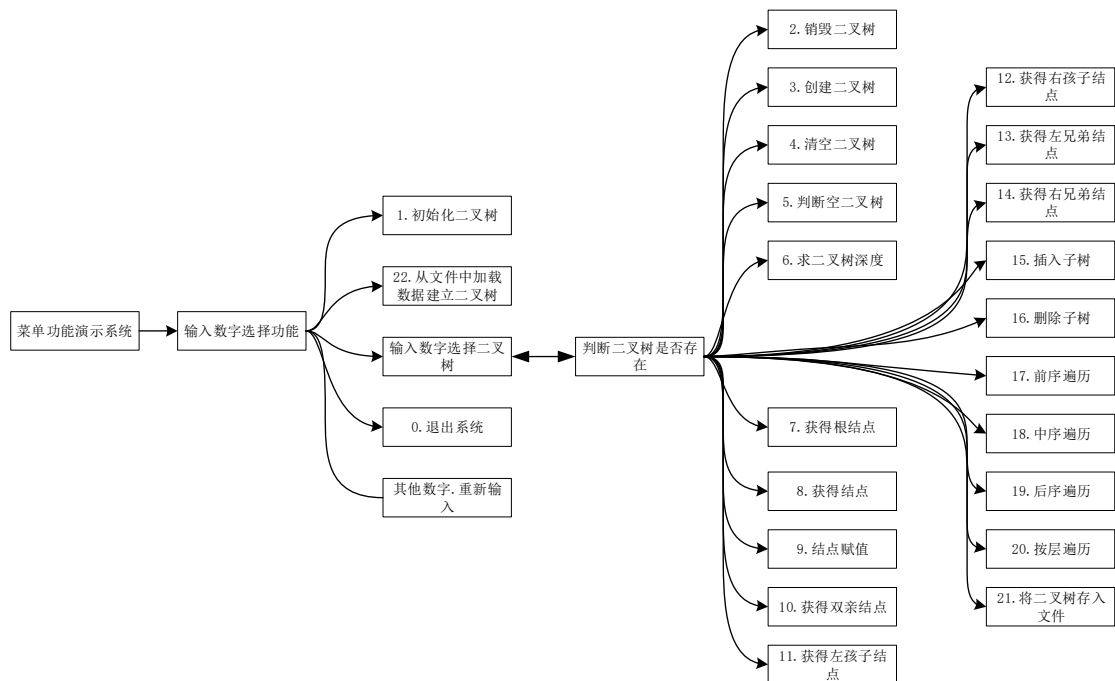 菜单功能演示系统
输入数字选择功能
1.初始化二叉树
22.从文件中加载
数据建立二叉树
输入数字选择二叉
树
0.退出系统
其他数字.重新输
入
判断二叉树是否存
在
2.销毁二叉树
3.创建二叉树
4.清空二叉树
5.判断空二叉树
6.求二叉树深度
7.获得根结点
8.获得结点
9.结点赋值
10.获得双亲结点
11.获得左孩子结
点
12.获得右孩子结
点
13.获得左兄弟结
点
14.获得右兄弟结
点
15.插入子树
16.删除子树
17.前序遍历
18.中序遍历
19.后序遍历
20.按层遍历
21.将二叉树存入
文件